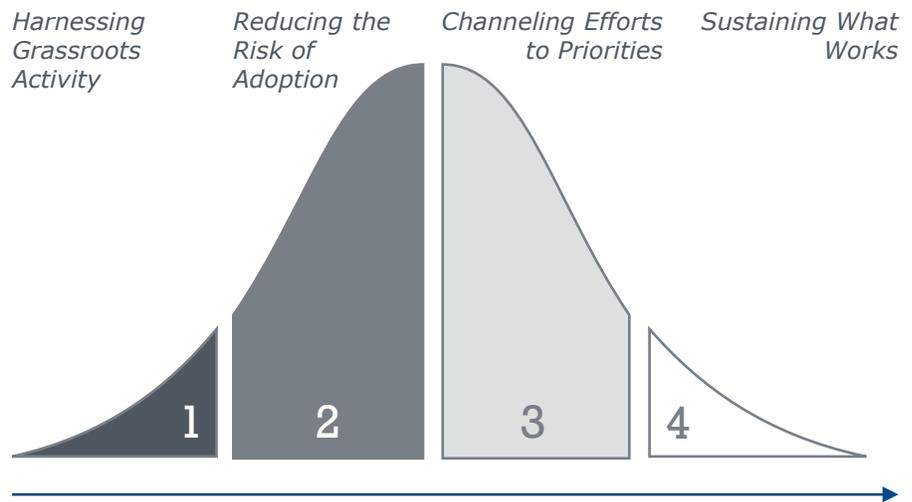 Harnessing
Grassroots
Activity
Reducing the
Risk of
Adoption
Channeling Efforts
to Priorities
Sustaining What
Works
1
2
3
4